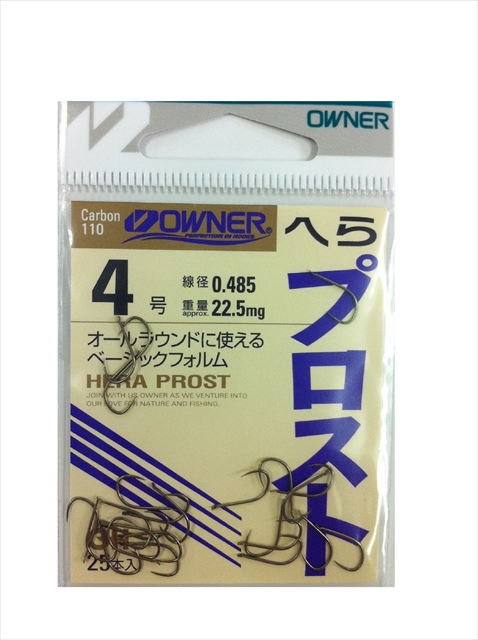 OWNER
Carbon
110
OWNER
PERFECTION IN HOOKS
へら
プロスト
4号
線径 0.485
重量 approx. 22.5mg
オールラウンドに使える
ベーシックフォルム
HERA PROST
JOIN WITH US OWNER AS WE VENTURE INTO
OUR LOVE FOR NATURE AND FISHING.
25本入